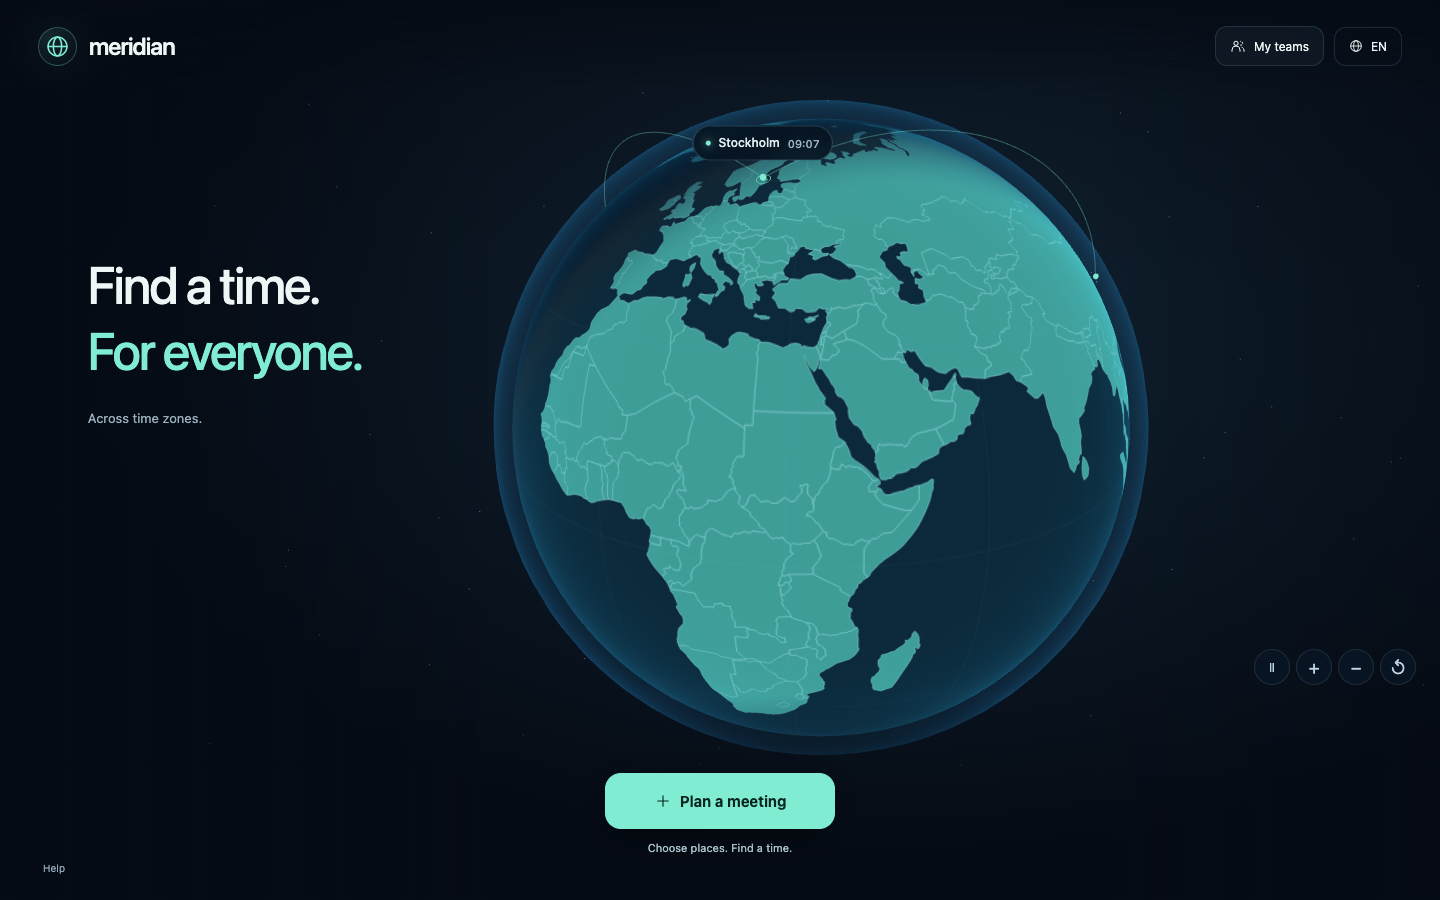 meridian
My teams
EN
Stockholm 09:07
Find a time.
For everyone.
Across time zones.
Plan a meeting
Choose places. Find a time.
Help